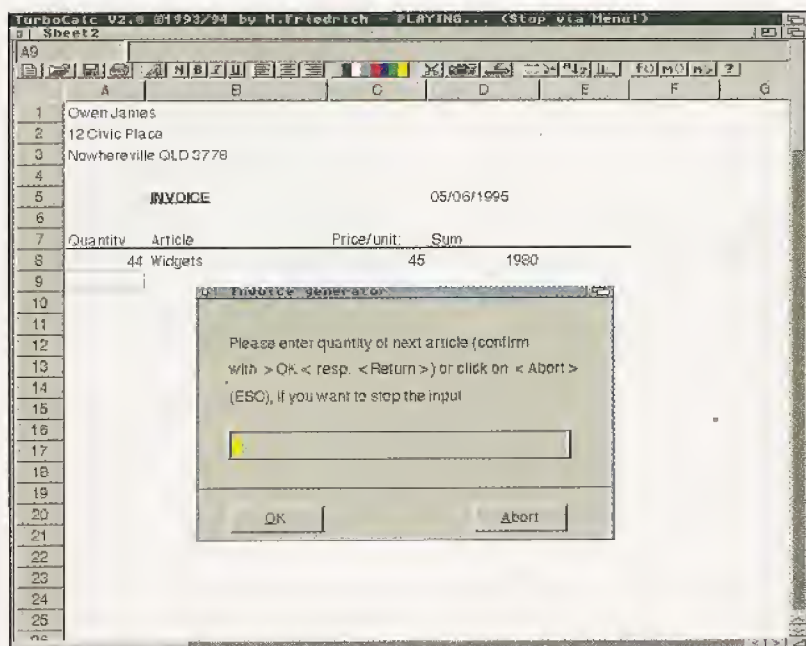 TurboCalc V2.0 ©1993/94 by M.Friedrich - PLAYING... (Stop via Menu!)
Sheet2
A9
N B I U
f() M() ?
A B C D E F G
1 Owen James
2 12 Civic Place
3 Nowhereville QLD 3778
4
5 INVOICE 05/06/1995
6
7 Quantity Article Price/unit: Sum
8 44 Widgets 45 1980
9
Invoice generator
10
11
12 Please enter quantity of next article (confirm
13 with >OK< resp. <Return>) or click on <Abort>
14 (ESC), if you want to stop the input
15
16
17
18
19
20 OK Abort
21
22
23
24
25
26